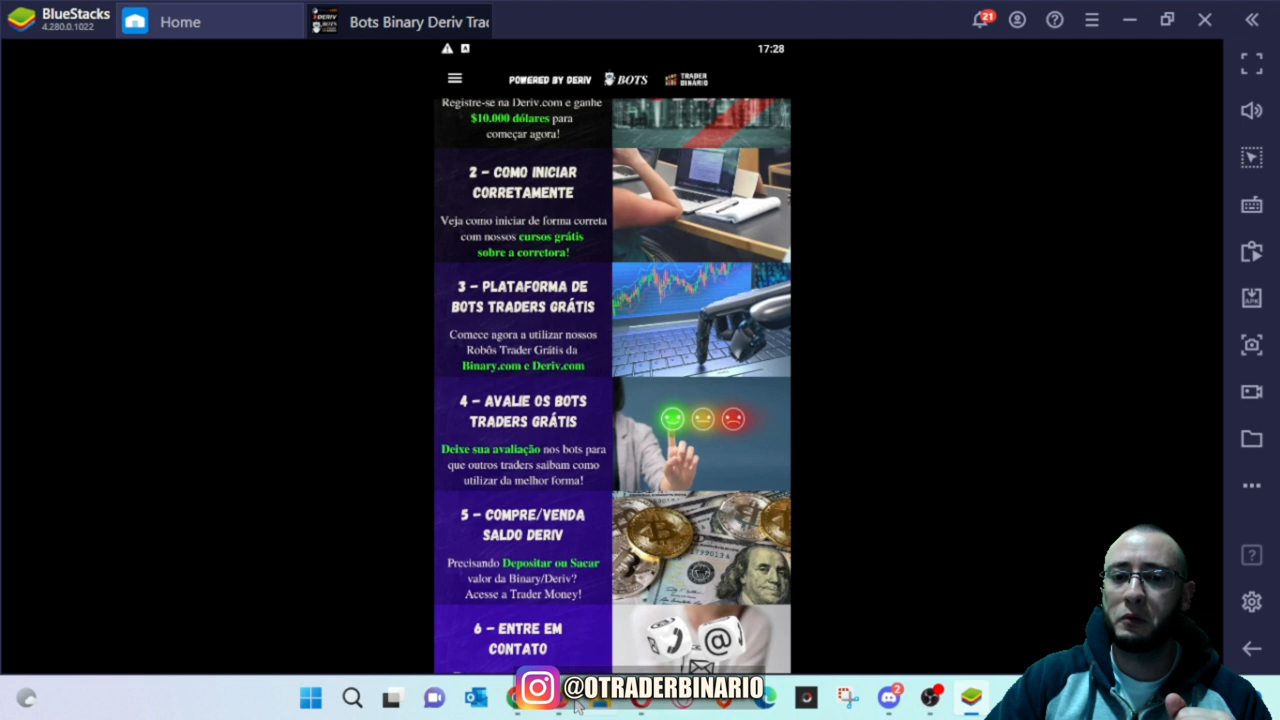 BlueStacks
4.280.0.1022
Home
Bots Binary Deriv Trac
21
17:28
POWERED BY DERIV
BOTS
TRADER
BINÁRIO
Registre-se na Deriv.com e ganhe
$10.000 dólares para
começar agora!
2 – COMO INICIAR
CORRETAMENTE
Veja como iniciar de forma correta
com nossos cursos grátis
sobre a corretora!
3 – PLATAFORMA DE
BOTS TRADERS GRÁTIS
Comece agora a utilizar nossos
Robôs Trader Grátis da
Binary.com e Deriv.com
4 – AVALIE OS BOTS
TRADERS GRÁTIS
Deixe sua avaliação nos bots para
que outros traders saibam como
utilizar da melhor forma!
5 – COMPRE/VENDA
SALDO DERIV
Precisando Depositar ou Sacar
valor da Binary/Deriv?
Acesse a Trader Money!
6 – ENTRE EM
CONTATO
@OTRADERBINARIO
2